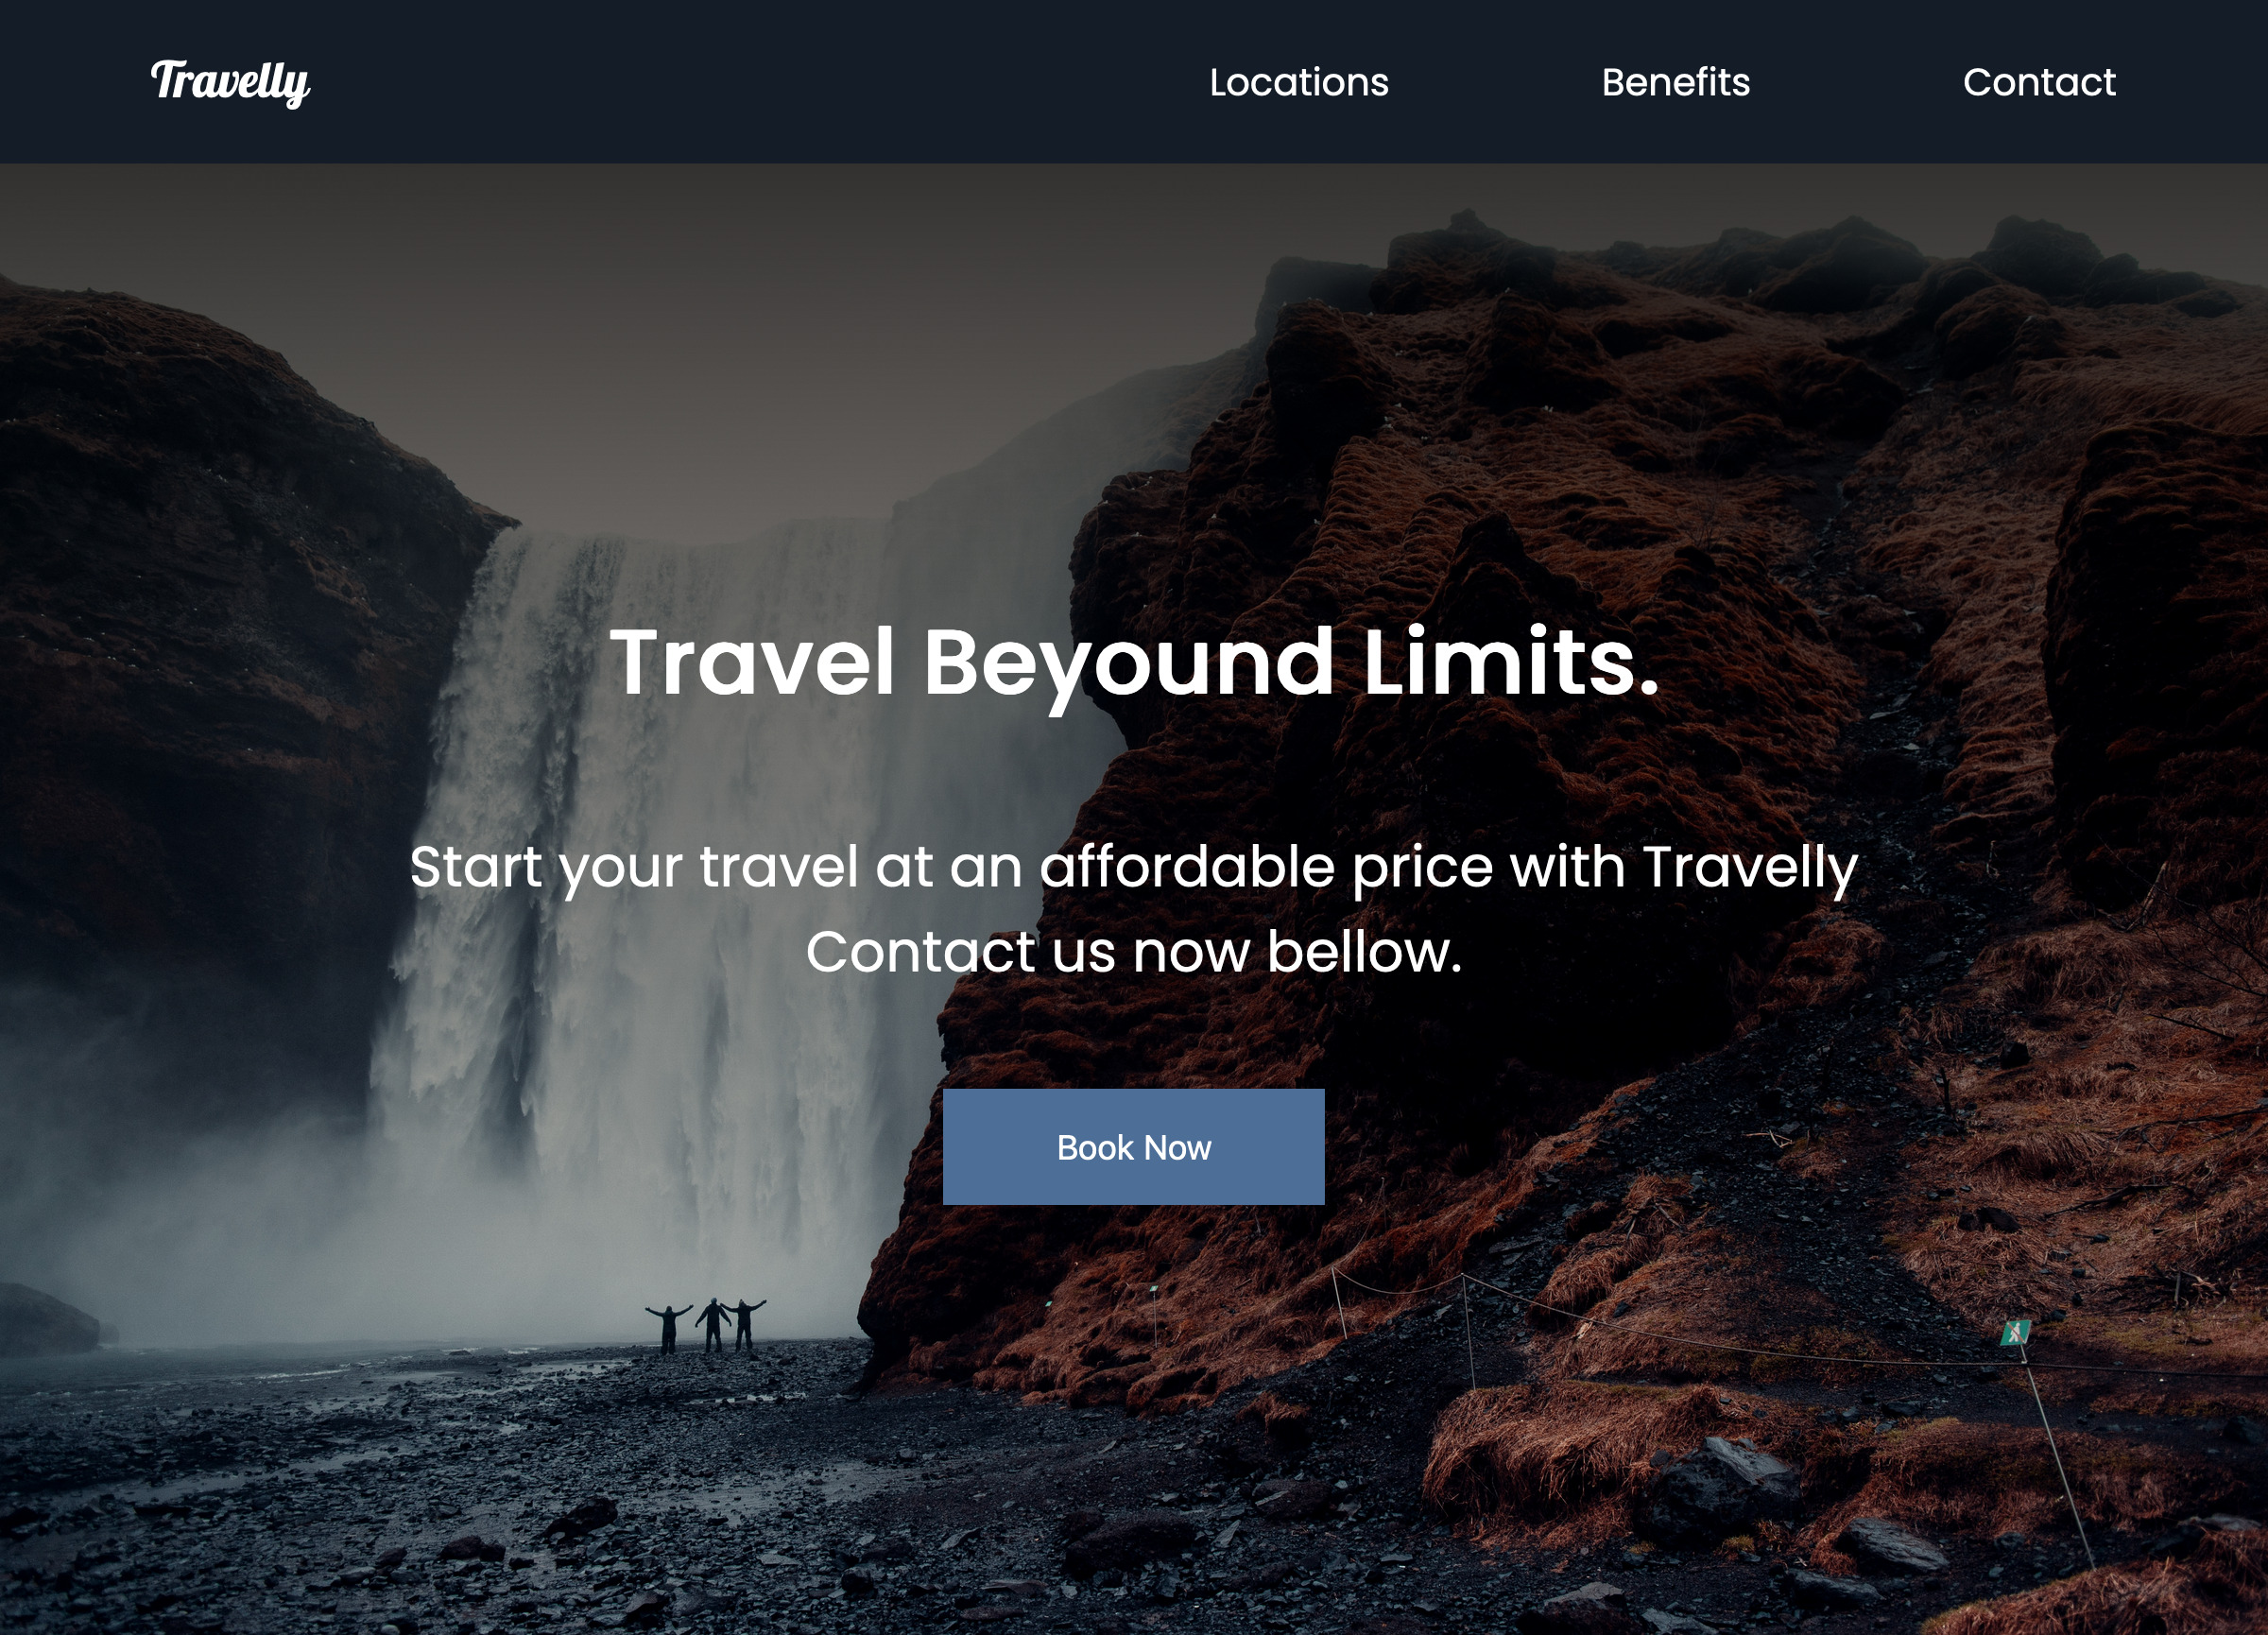 Travelly
Locations
Benefits
Contact
Travel Beyound Limits.
Start your travel at an affordable price with Travelly
Contact us now bellow.
Book Now